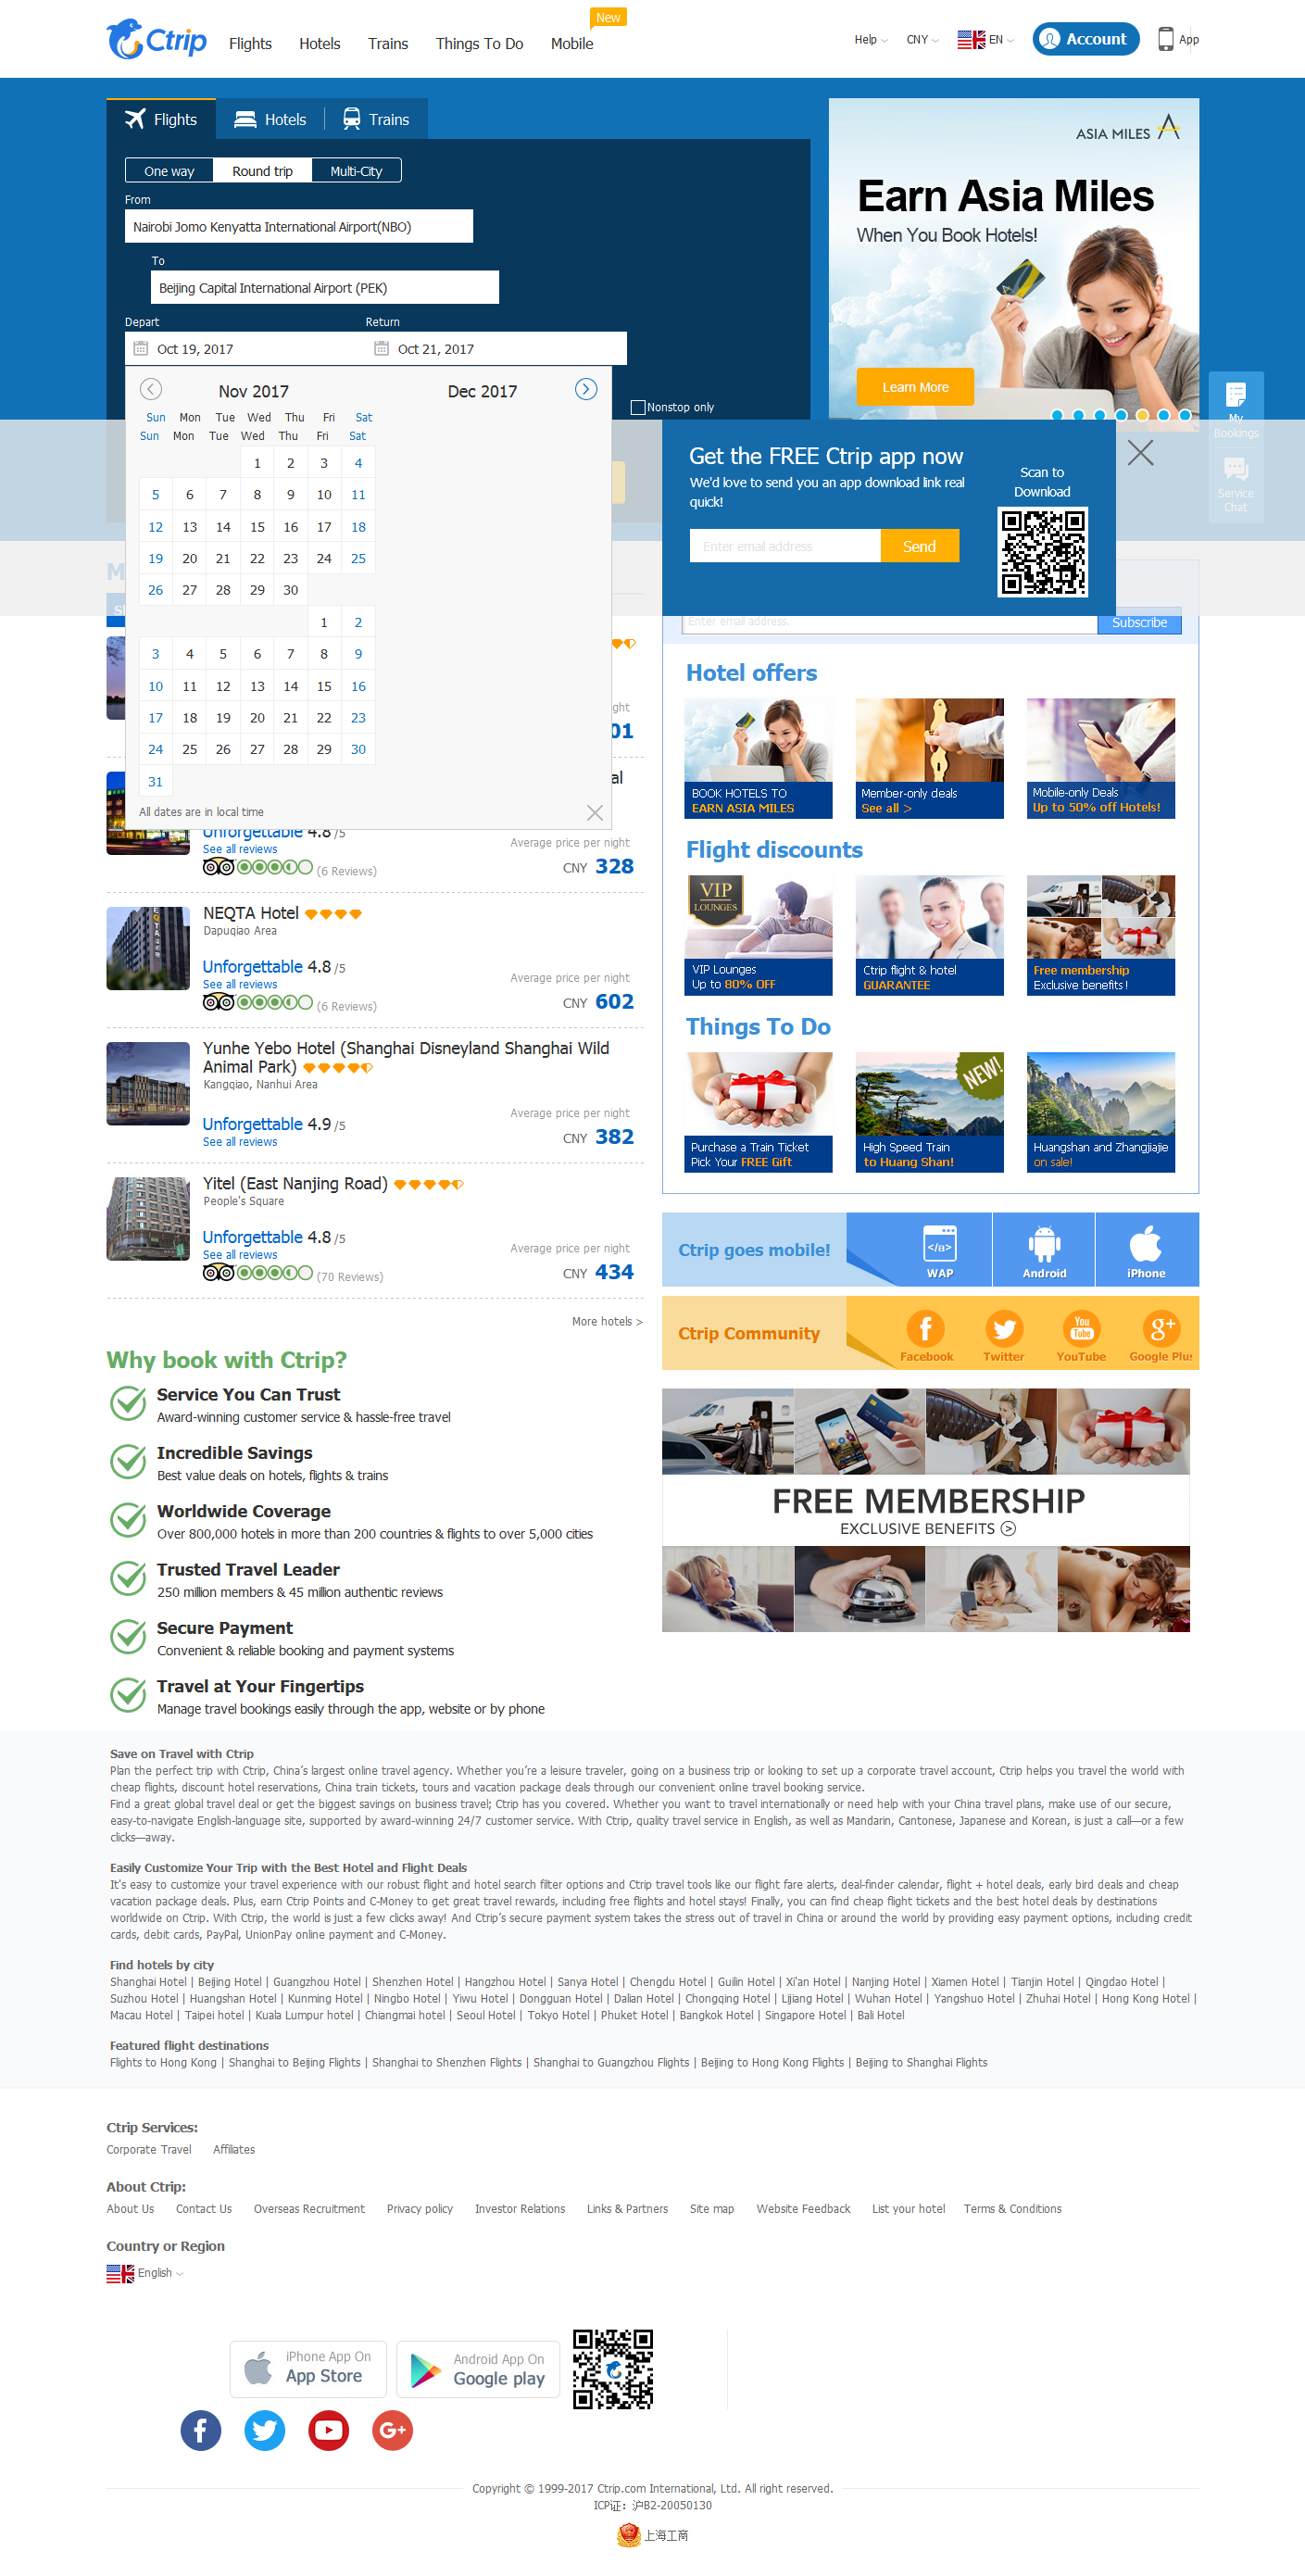 Ctrip
Flights
Hotels
Trains
Things To Do
Mobile
New
Help
CNY
EN
Account
App
Flights
Hotels
Trains
One way
Round trip
Multi-City
From
Nairobi Jomo Kenyatta International Airport(NBO)
To
Beijing Capital International Airport (PEK)
Depart
Return
Oct 19, 2017
Oct 21, 2017
Nonstop only
Nov 2017
Dec 2017
Sun Mon Tue Wed Thu Fri Sat
Sun Mon Tue Wed Thu Fri Sat
1 2 3 4
5 6 7 8 9 10 11
12 13 14 15 16 17 18
19 20 21 22 23 24 25
26 27 28 29 30
1 2
3 4 5 6 7 8 9
10 11 12 13 14 15 16
17 18 19 20 21 22 23
24 25 26 27 28 29 30
31
All dates are in local time
ASIA MILES
Earn Asia Miles
When You Book Hotels!
Learn More
My
Bookings
Service
Chat
Get the FREE Ctrip app now
We'd love to send you an app download link real
quick!
Enter email address
Send
Scan to
Download
Enter email address.
Subscribe
Unforgettable 4.8 /5
See all reviews
(6 Reviews)
Average price per night
CNY 328
NEQTA Hotel
Dapuqiao Area
Unforgettable 4.8 /5
See all reviews
(6 Reviews)
Average price per night
CNY 602
Yunhe Yebo Hotel (Shanghai Disneyland Shanghai Wild
Animal Park)
Kangqiao, Nanhui Area
Unforgettable 4.9 /5
See all reviews
Average price per night
CNY 382
Yitel (East Nanjing Road)
People's Square
Unforgettable 4.8 /5
See all reviews
(70 Reviews)
Average price per night
CNY 434
More hotels >
Hotel offers
BOOK HOTELS TO
EARN ASIA MILES
Member-only deals
See all >
Mobile-only Deals
Up to 50% off Hotels!
Flight discounts
VIP
LOUNGES
VIP Lounges
Up to 80% OFF
Ctrip flight & hotel
GUARANTEE
Free membership
Exclusive benefits !
Things To Do
Purchase a Train Ticket
Pick Your FREE Gift
NEW!
High Speed Train
to Huang Shan!
Huangshan and Zhangjiajie
on sale!
Ctrip goes mobile!
WAP
Android
iPhone
Ctrip Community
Facebook
Twitter
YouTube
Google Plus
FREE MEMBERSHIP
EXCLUSIVE BENEFITS
Why book with Ctrip?
Service You Can Trust
Award-winning customer service & hassle-free travel
Incredible Savings
Best value deals on hotels, flights & trains
Worldwide Coverage
Over 800,000 hotels in more than 200 countries & flights to over 5,000 cities
Trusted Travel Leader
250 million members & 45 million authentic reviews
Secure Payment
Convenient & reliable booking and payment systems
Travel at Your Fingertips
Manage travel bookings easily through the app, website or by phone
Save on Travel with Ctrip
Plan the perfect trip with Ctrip, China’s largest online travel agency. Whether you’re a leisure traveler, going on a business trip or looking to set up a corporate travel account, Ctrip helps you travel the world with
cheap flights, discount hotel reservations, China train tickets, tours and vacation package deals through our convenient online travel booking service.
Find a great global travel deal or get the biggest savings on business travel; Ctrip has you covered. Whether you want to travel internationally or need help with your China travel plans, make use of our secure,
easy-to-navigate English-language site, supported by award-winning 24/7 customer service. With Ctrip, quality travel service in English, as well as Mandarin, Cantonese, Japanese and Korean, is just a call—or a few
clicks—away.
Easily Customize Your Trip with the Best Hotel and Flight Deals
It's easy to customize your travel experience with our robust flight and hotel search filter options and Ctrip travel tools like our flight fare alerts, deal-finder calendar, flight + hotel deals, early bird deals and cheap
vacation package deals. Plus, earn Ctrip Points and C-Money to get great travel rewards, including free flights and hotel stays! Finally, you can find cheap flight tickets and the best hotel deals by destinations
worldwide on Ctrip. With Ctrip, the world is just a few clicks away! And Ctrip’s secure payment system takes the stress out of travel in China or around the world by providing easy payment options, including credit
cards, debit cards, PayPal, UnionPay online payment and C-Money.
Find hotels by city
Shanghai Hotel | Beijing Hotel | Guangzhou Hotel | Shenzhen Hotel | Hangzhou Hotel | Sanya Hotel | Chengdu Hotel | Guilin Hotel | Xi'an Hotel | Nanjing Hotel | Xiamen Hotel | Tianjin Hotel | Qingdao Hotel |
Suzhou Hotel | Huangshan Hotel | Kunming Hotel | Ningbo Hotel | Yiwu Hotel | Dongguan Hotel | Dalian Hotel | Chongqing Hotel | Lijiang Hotel | Wuhan Hotel | Yangshuo Hotel | Zhuhai Hotel | Hong Kong Hotel |
Macau Hotel | Taipei hotel | Kuala Lumpur hotel | Chiangmai hotel | Seoul Hotel | Tokyo Hotel | Phuket Hotel | Bangkok Hotel | Singapore Hotel | Bali Hotel
Featured flight destinations
Flights to Hong Kong | Shanghai to Beijing Flights | Shanghai to Shenzhen Flights | Shanghai to Guangzhou Flights | Beijing to Hong Kong Flights | Beijing to Shanghai Flights
Ctrip Services:
Corporate Travel
Affiliates
About Ctrip:
About Us
Contact Us
Overseas Recruitment
Privacy policy
Investor Relations
Links & Partners
Site map
Website Feedback
List your hotel
Terms & Conditions
Country or Region
English
iPhone App On
App Store
Android App On
Google play
Copyright © 1999-2017 Ctrip.com International, Ltd. All right reserved.
ICP证：沪B2-20050130
上海工商